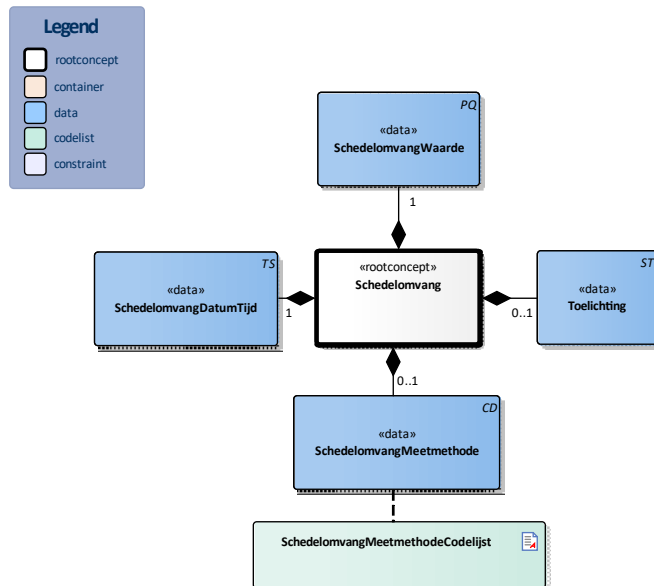 Legend
rootconcept
container
data
codelist
constraint
PQ
«data»
SchedelomvangWaarde
1
TS
«data»
SchedelomvangDatumTijd
1
«rootconcept»
Schedelomvang
ST
«data»
Toelichting
0..1
0..1
CD
«data»
SchedelomvangMeetmethode
SchedelomvangMeetmethodeCodelijst